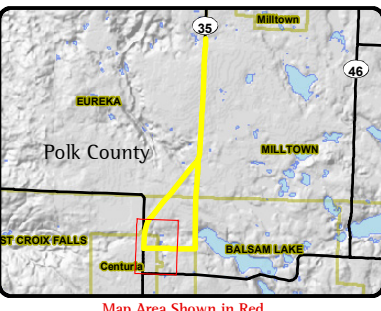 Milltown
35
46
EUREKA
Polk County
MILLTOWN
ST CROIX FALLS
BALSAM LAKE
Centuria
Map Area Shown in Red